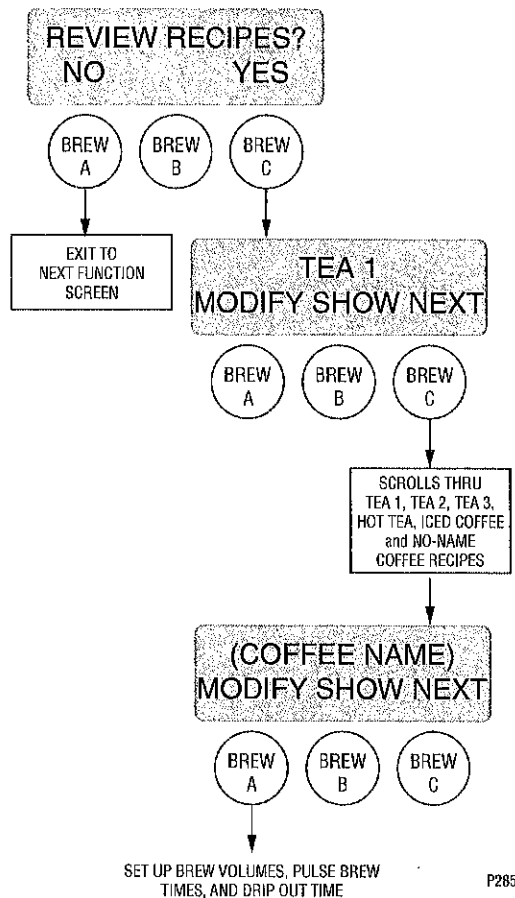 REVIEW RECIPES?
NO YES
BREW
A
BREW
B
BREW
C
EXIT TO
NEXT FUNCTION
SCREEN
TEA 1
MODIFY SHOW NEXT
BREW
A
BREW
B
BREW
C
SCROLLS THRU
TEA 1, TEA 2, TEA 3,
HOT TEA, ICED COFFEE
and NO-NAME
COFFEE RECIPES
(COFFEE NAME)
MODIFY SHOW NEXT
BREW
A
BREW
B
BREW
C
SET UP BREW VOLUMES, PULSE BREW
TIMES, AND DRIP OUT TIME
P285